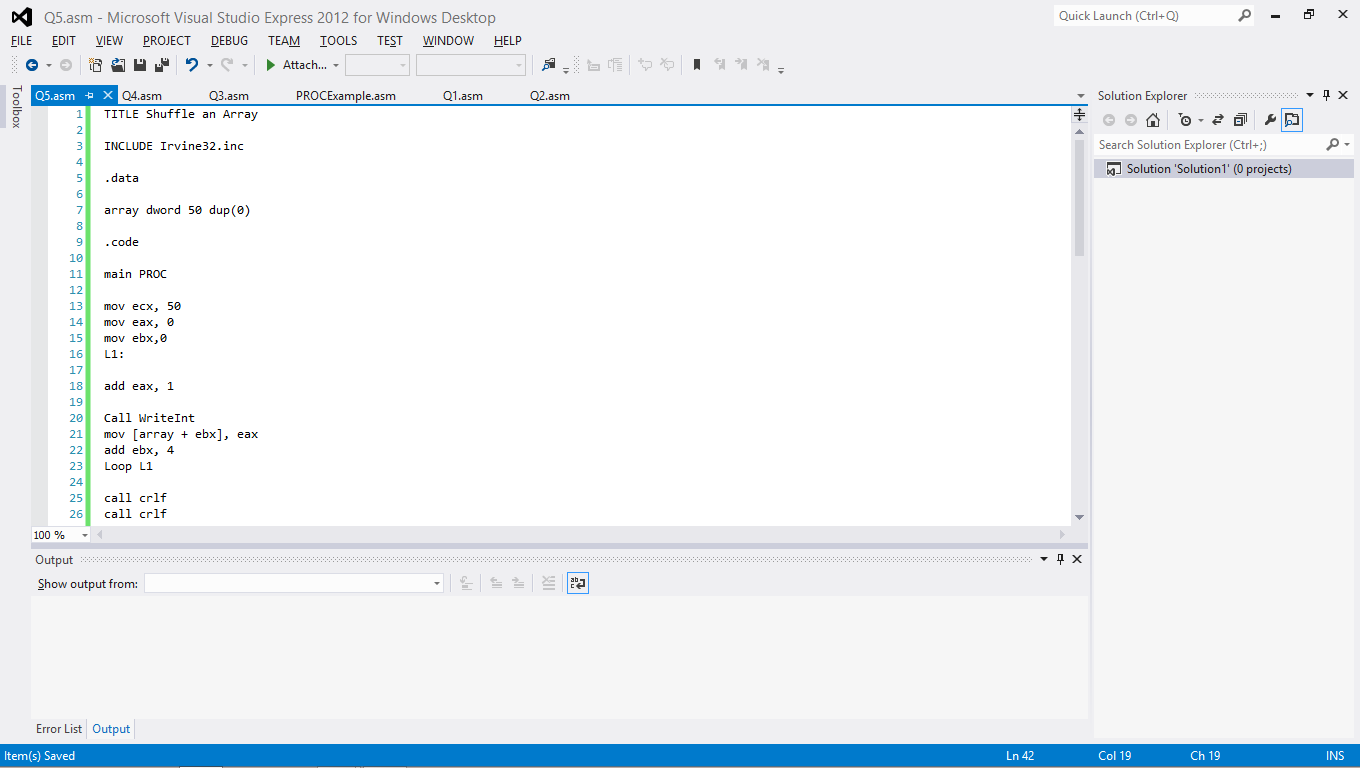 Q5.asm - Microsoft Visual Studio Express 2012 for Windows Desktop
Quick Launch (Ctrl+Q)
FILE EDIT VIEW PROJECT DEBUG TEAM TOOLS TEST WINDOW HELP
Attach...
Toolbox
Q5.asm Q4.asm Q3.asm PROCExample.asm Q1.asm Q2.asm
1 TITLE Shuffle an Array
2
3 INCLUDE Irvine32.inc
4
5 .data
6
7 array dword 50 dup(0)
8
9 .code
10
11 main PROC
12
13 mov ecx, 50
14 mov eax, 0
15 mov ebx,0
16 L1:
17
18 add eax, 1
19
20 Call WriteInt
21 mov [array + ebx], eax
22 add ebx, 4
23 Loop L1
24
25 call crlf
26 call crlf
100 %
Solution Explorer
Search Solution Explorer (Ctrl+;)
Solution 'Solution1' (0 projects)
Output
Show output from:
Error List Output
Item(s) Saved Ln 42 Col 19 Ch 19 INS